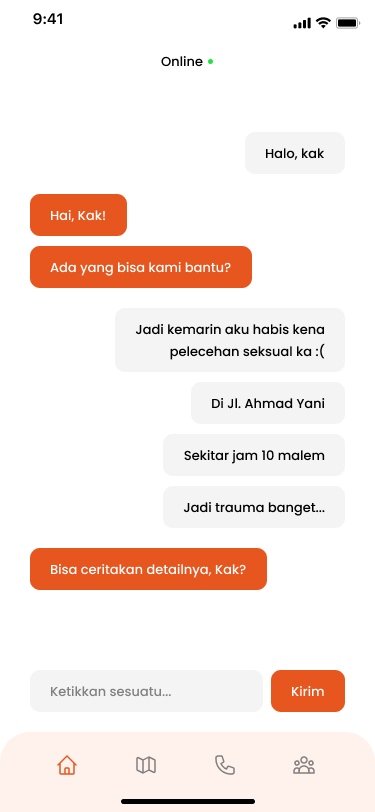 9:41
Online
Halo, kak
Hai, Kak!
Ada yang bisa kami bantu?
Jadi kemarin aku habis kena
pelecehan seksual ka :(
Di Jl. Ahmad Yani
Sekitar jam 10 malem
Jadi trauma banget...
Bisa ceritakan detailnya, Kak?
Ketikkan sesuatu...
Kirim